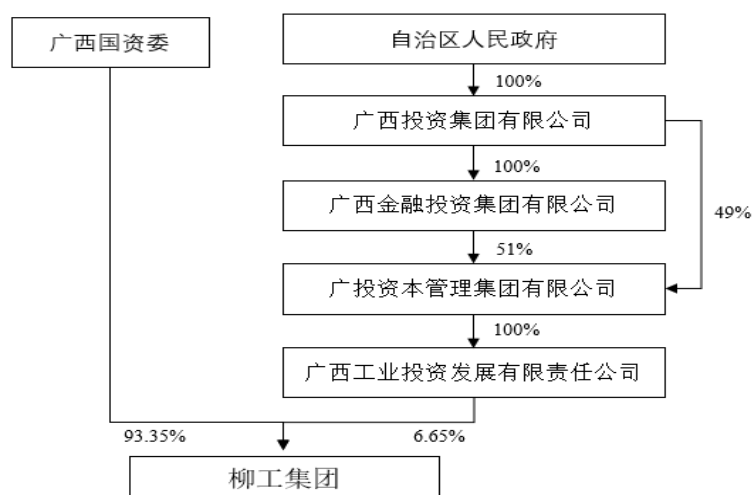 广西国资委
自治区人民政府
100%
广西投资集团有限公司
100%
广西金融投资集团有限公司
49%
51%
广投资本管理集团有限公司
100%
广西工业投资发展有限责任公司
93.35%
6.65%
柳工集团